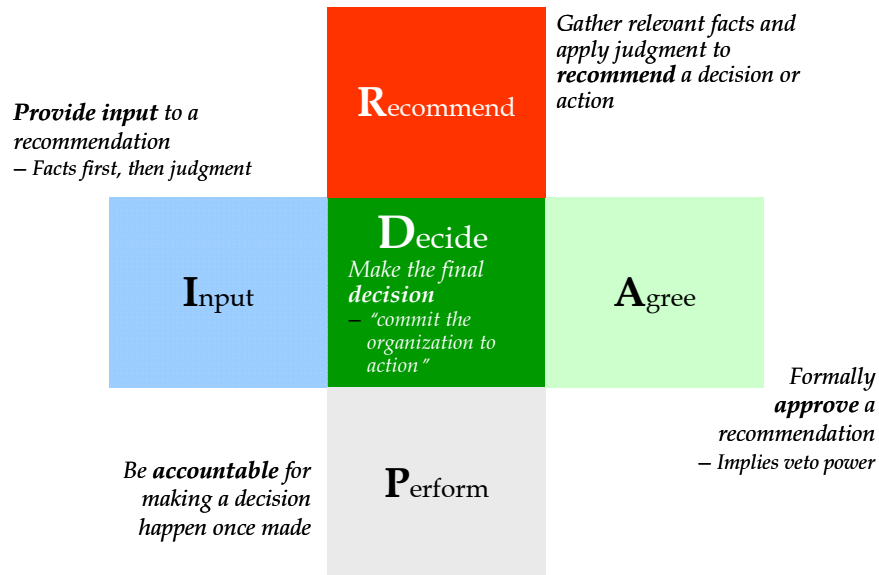 Gather relevant facts and
apply judgment to
recommend a decision or
action
Recommend
Provide input to a
recommendation
– Facts first, then judgment
Decide
Make the final
decision
– “commit the
organization to
action”
Input
Agree
Formally
approve a
recommendation
– Implies veto power
Be accountable for
making a decision
happen once made
Perform